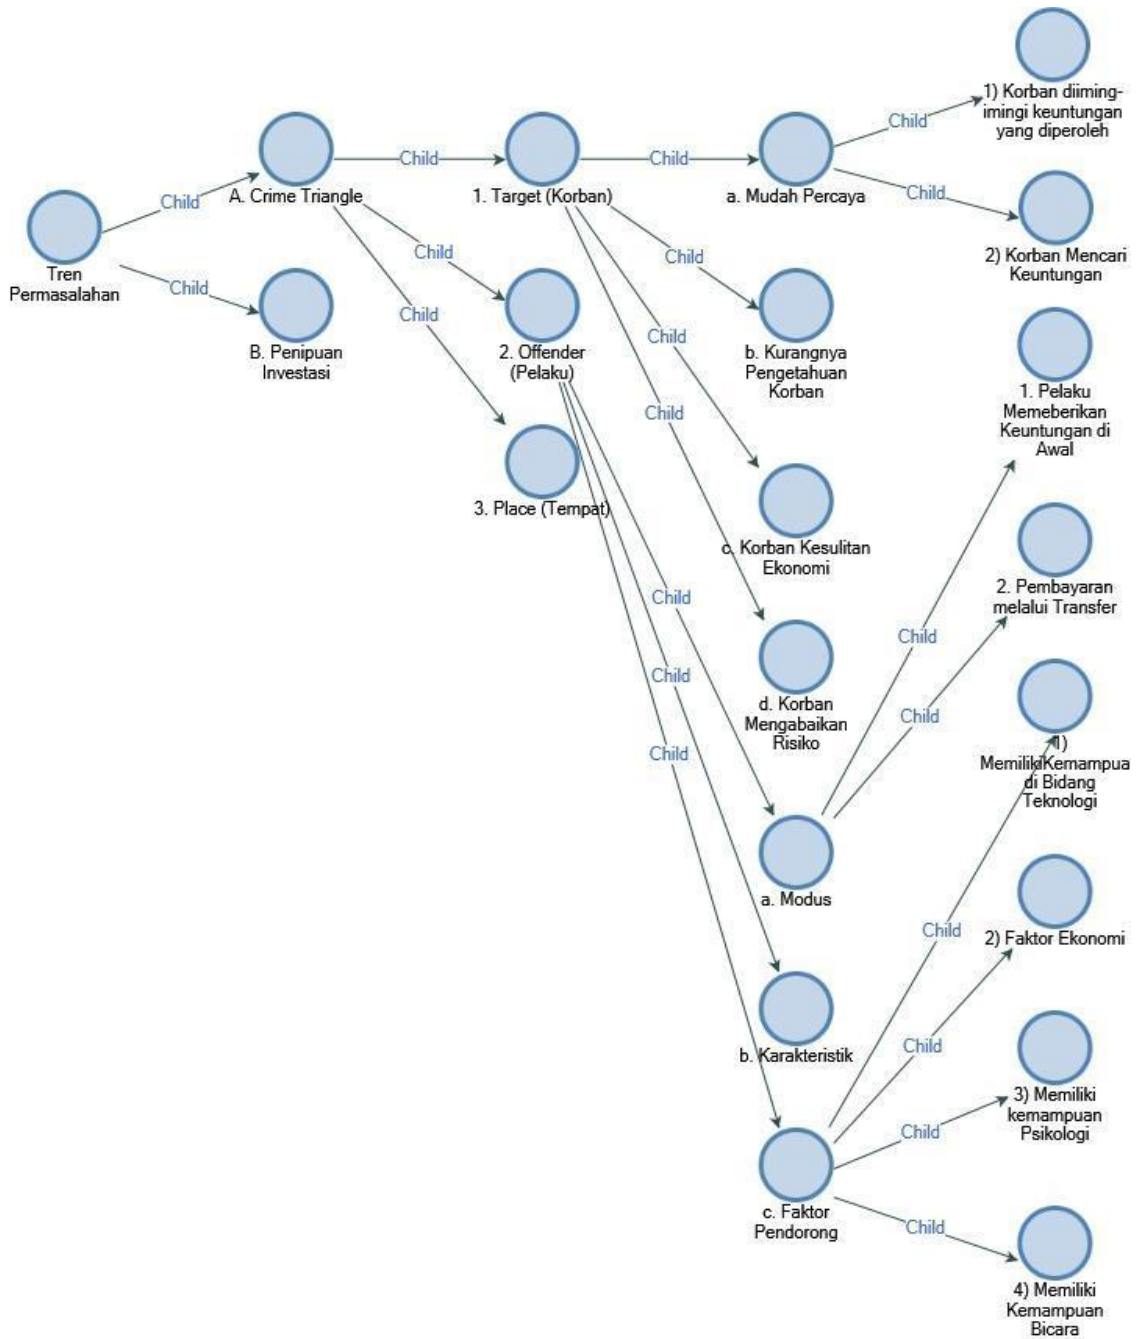 Tren
Permasalahan
Child
Child
A. Crime Triangle
B. Penipuan
Investasi
Child
Child
Child
1. Target (Korban)
2. Offender
(Pelaku)
3. Place (Tempat)
Child
Child
Child
Child
Child
Child
Child
a. Mudah Percaya
b. Kurangnya
Pengetahuan
Korban
c. Korban Kesulitan
Ekonomi
d. Korban
Mengabaikan
Risiko
a. Modus
b. Karakteristik
c. Faktor
Pendorong
Child
Child
Child
Child
Child
Child
Child
Child
1) Korban diiming-
imingi keuntungan
yang diperoleh
2) Korban Mencari
Keuntungan
1. Pelaku
Memeberikan
Keuntungan di
Awal
2. Pembayaran
melalui Transfer
1)
MemilikiKemampua
di Bidang
Teknologi
2) Faktor Ekonomi
3) Memiliki
kemampuan
Psikologi
4) Memiliki
Kemampuan
Bicara